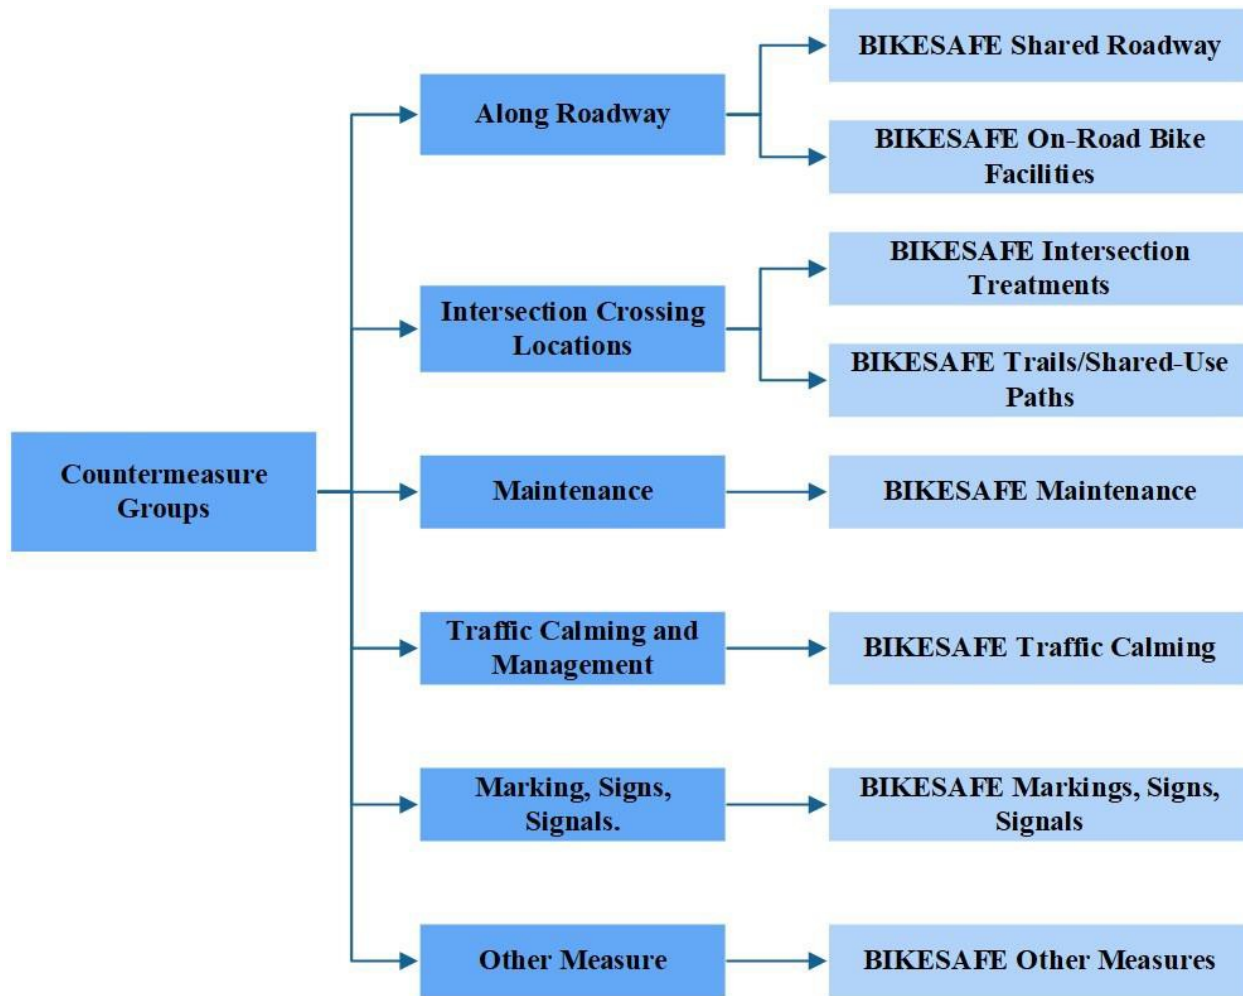 Countermeasure
Groups
Along Roadway
BIKESAFE Shared Roadway
BIKESAFE On-Road Bike
Facilities
Intersection Crossing
Locations
BIKESAFE Intersection
Treatments
BIKESAFE Trails/Shared-Use
Paths
Maintenance
BIKESAFE Maintenance
Traffic Calming and
Management
BIKESAFE Traffic Calming
Marking, Signs,
Signals.
BIKESAFE Markings, Signs,
Signals
Other Measure
BIKESAFE Other Measures